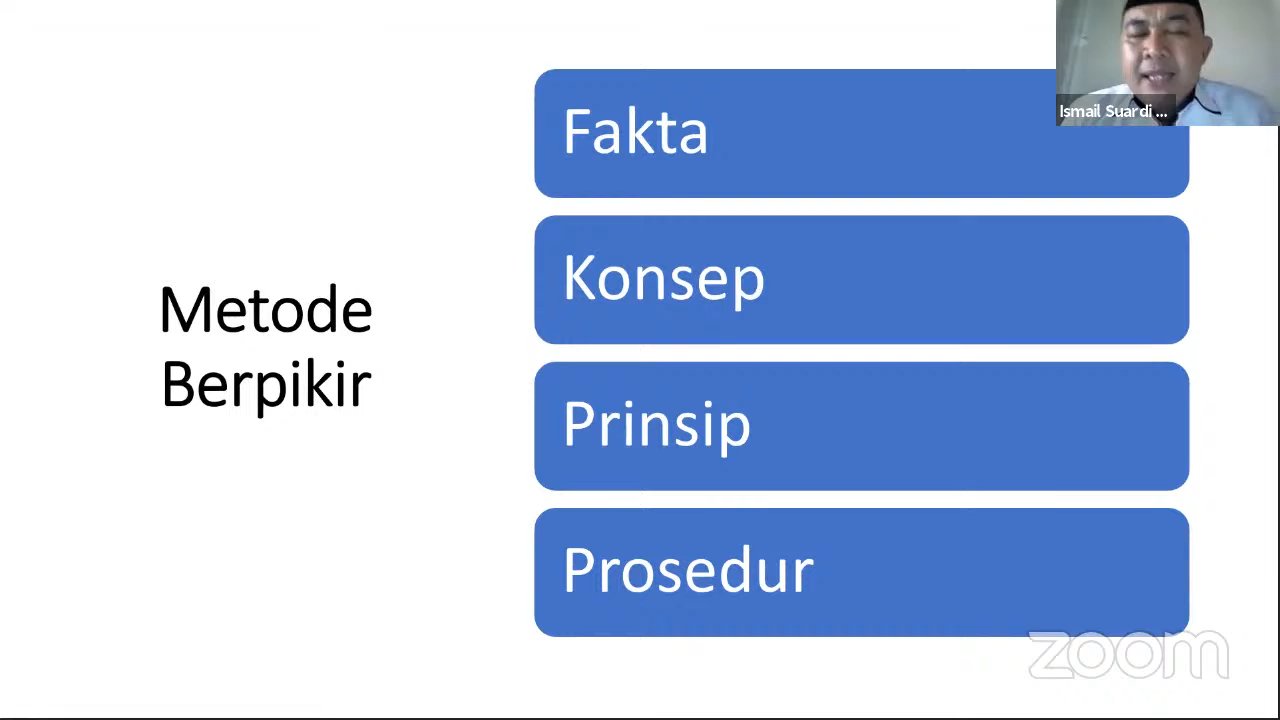 Metode
Berpikir
Fakta
Konsep
Prinsip
Prosedur
Ismail Suardi ...
zoom